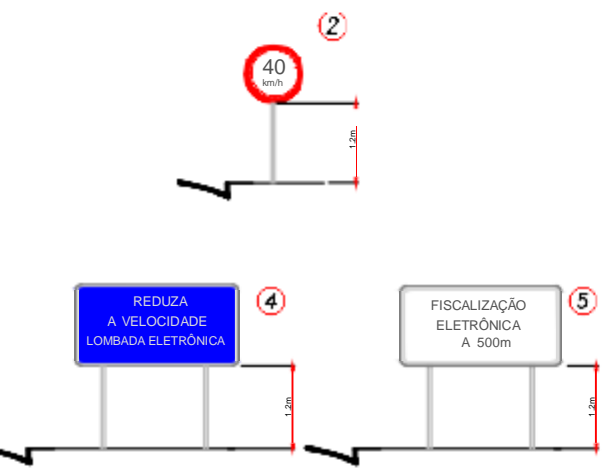 2
40
km/h
1.2m
REDUZA
A VELOCIDADE
LOMBADA ELETRÔNICA
4
1.2m
FISCALIZAÇÃO
ELETRÔNICA
A 500m
5
1.2m